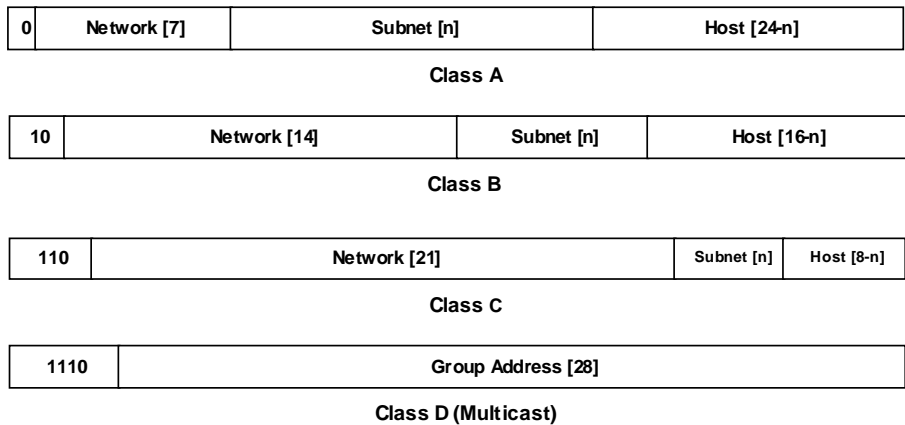 0 Network [7] Subnet [n] Host [24-n]
Class A
10 Network [14] Subnet [n] Host [16-n]
Class B
110 Network [21] Subnet [n] Host [8-n]
Class C
1110 Group Address [28]
Class D (Multicast)